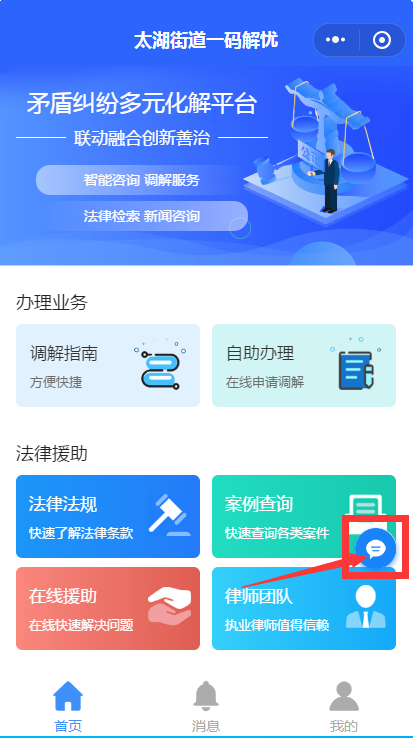 太湖街道一码解忧
矛盾纠纷多元化解平台
联动融合创新善治
智能咨询 调解服务
法律检索 新闻咨询
办理业务
调解指南
方便快捷
自助办理
在线申请调解
法律援助
法律法规
快速了解法律条款
案例查询
快速查询各类案件
在线援助
在线快速解决问题
律师团队
执业律师值得信赖
首页
消息
我的